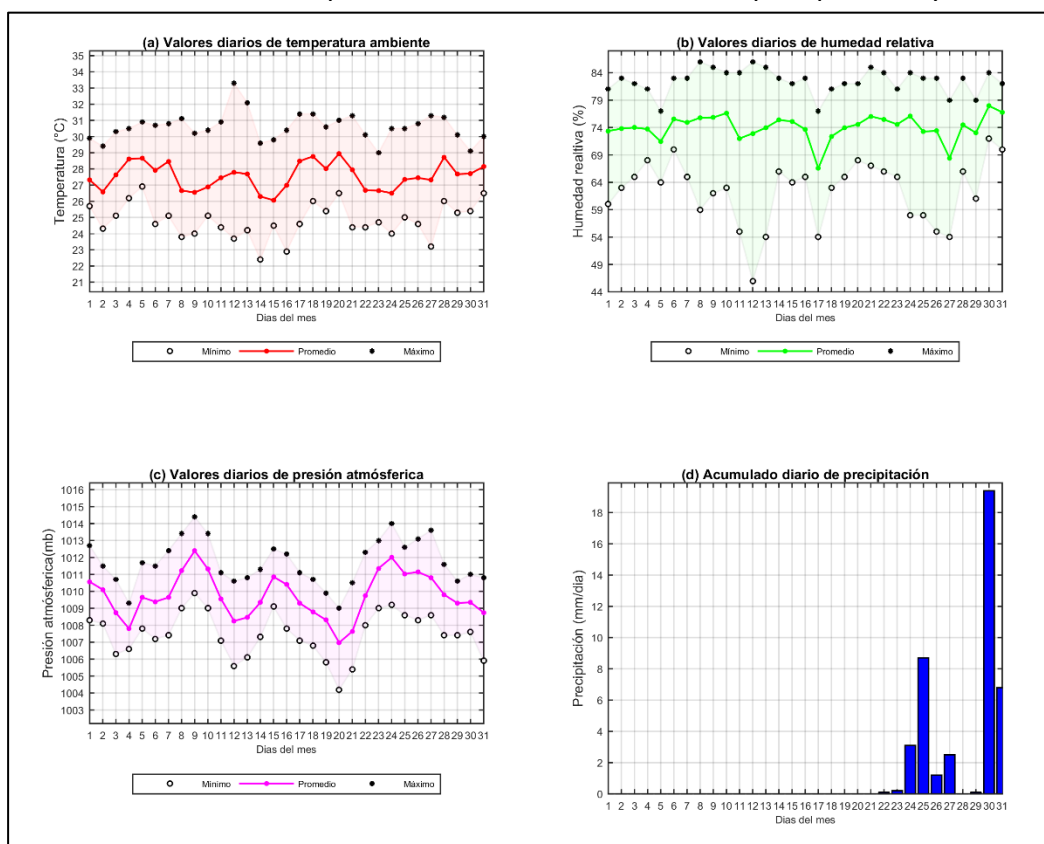 (a) Valores diarios de temperatura ambiente
Temperatura (°C)
35
34
33
32
31
30
29
28
27
26
25
24
23
22
21
1 2 3 4 5 6 7 8 9 10 11 12 13 14 15 16 17 18 19 20 21 22 23 24 25 26 27 28 29 30 31
Dias del mes
Mínimo Promedio Máximo
(b) Valores diarios de humedad relativa
Humedad realtiva (%)
84
79
74
69
64
59
54
49
44
1 2 3 4 5 6 7 8 9 10 11 12 13 14 15 16 17 18 19 20 21 22 23 24 25 26 27 28 29 30 31
Dias del mes
Mínimo Promedio Máximo
(c) Valores diarios de presión atmósferica
Presión atmósferica(mb)
1016
1015
1014
1013
1012
1011
1010
1009
1008
1007
1006
1005
1004
1003
1 2 3 4 5 6 7 8 9 10 11 12 13 14 15 16 17 18 19 20 21 22 23 24 25 26 27 28 29 30 31
Dias del mes
Mínimo Promedio Máximo
(d) Acumulado diario de precipitación
Precipitación (mm/dia)
18
16
14
12
10
8
6
4
2
0
1 2 3 4 5 6 7 8 9 10 11 12 13 14 15 16 17 18 19 20 21 22 23 24 25 26 27 28 29 30 31
Dias del mes